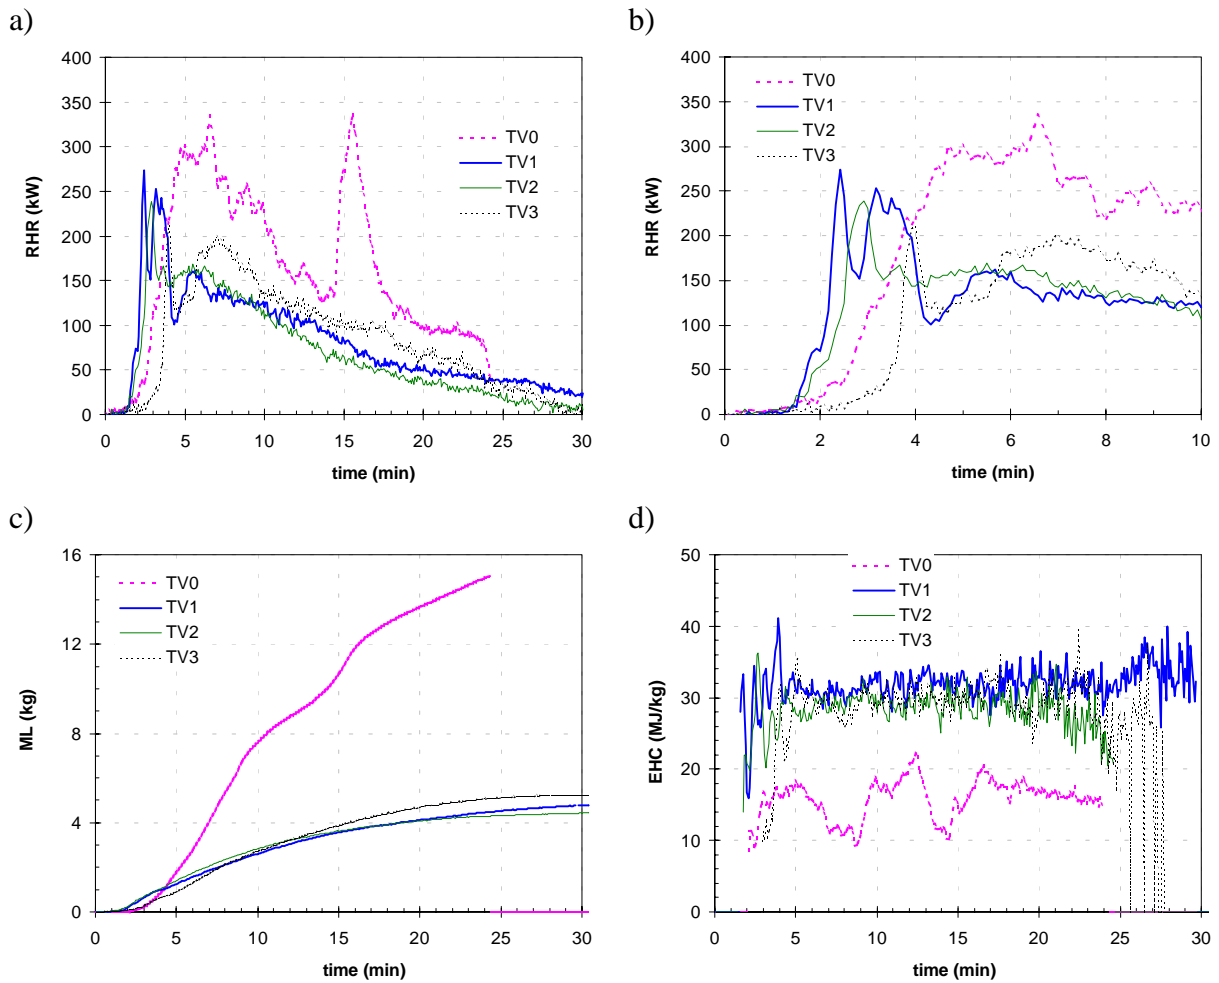 a)
b)
400
350
300
250
200
150
100
50
0
RHR (kW)
TV0
TV1
TV2
TV3
0
5
10
15
20
25
30
time (min)
400
350
300
250
200
150
100
50
0
RHR (kW)
TV0
TV1
TV2
TV3
0
2
4
6
8
10
time (min)
c)
d)
16
12
8
4
0
ML (kg)
TV0
TV1
TV2
TV3
0
5
10
15
20
25
30
time (min)
50
40
30
20
10
0
EHC (MJ/kg)
TV0
TV1
TV2
TV3
0
5
10
15
20
25
30
time (min)